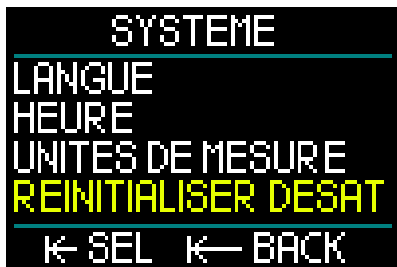 SYSTEME
LANGUE
HEURE
UNITES DE MESURE
REINITIALISER DESAT
SEL BACK